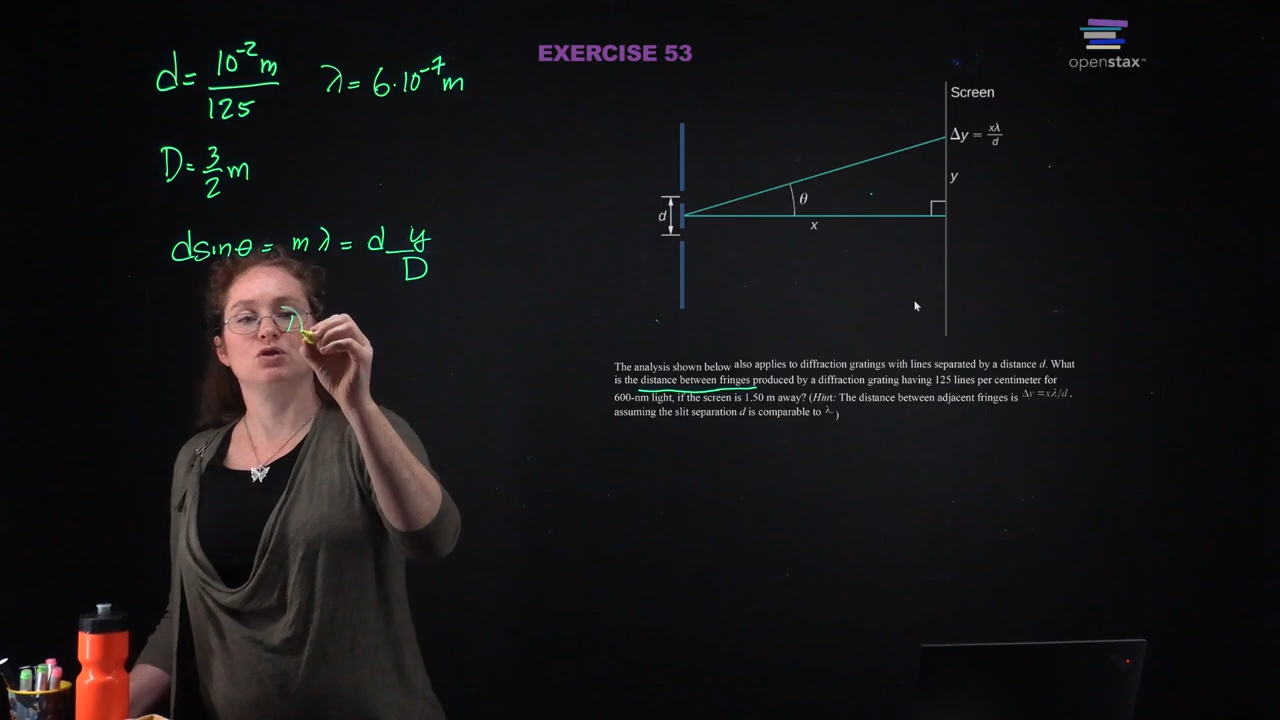 EXERCISE 53
openstax™
d = 10⁻² m / 125   λ = 6·10⁻⁷ m
D = 3/2 m
d sin θ = m λ = d y/D
λ
Screen
Δy = xλ/d
y
θ
d
x
The analysis shown below also applies to diffraction gratings with lines separated by a distance d. What
is the distance between fringes produced by a diffraction grating having 125 lines per centimeter for
600-nm light, if the screen is 1.50 m away? (Hint: The distance between adjacent fringes is Δy = xλ/d,
assuming the slit separation d is comparable to λ.)